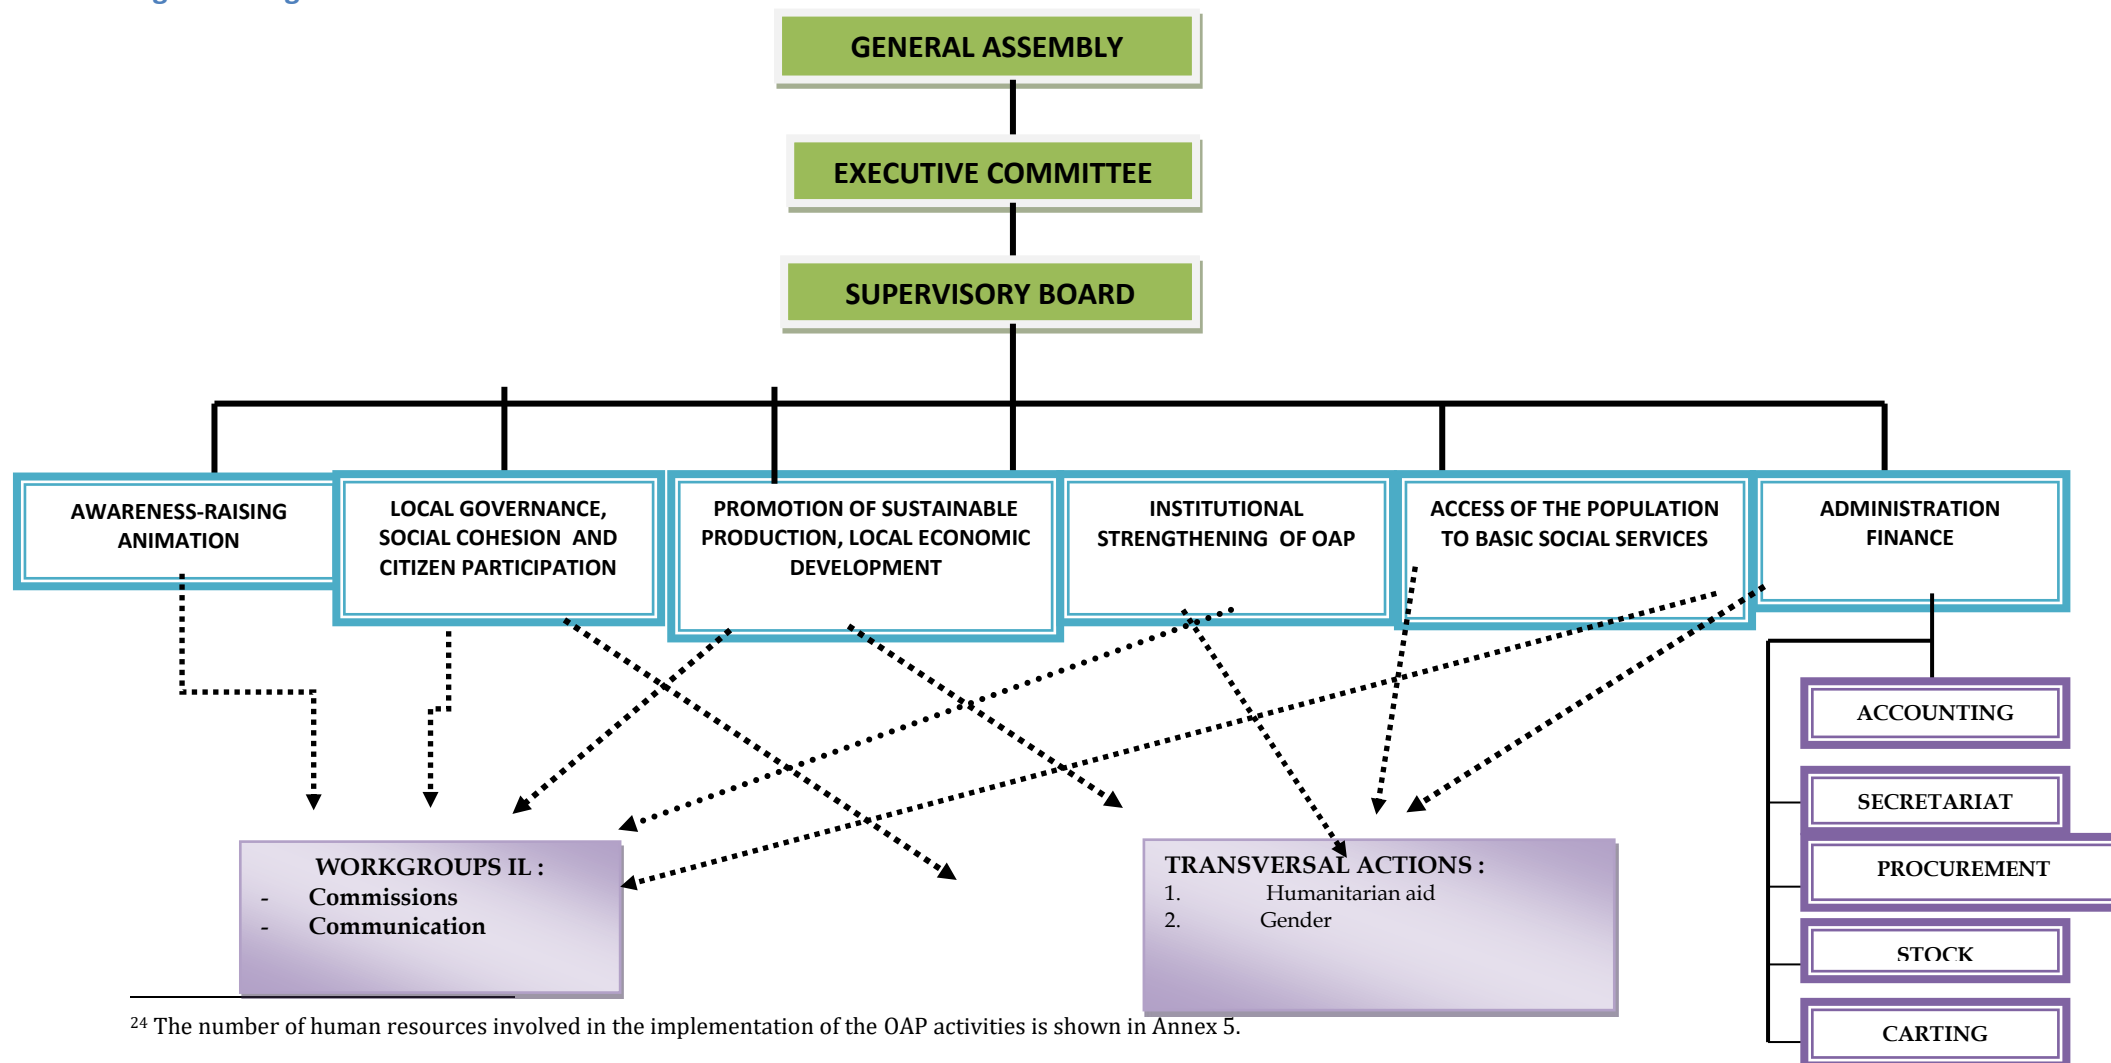 GENERAL ASSEMBLY
EXECUTIVE COMMITTEE
SUPERVISORY BOARD
AWARENESS-RAISING
ANIMATION
LOCAL GOVERNANCE,
SOCIAL COHESION AND
CITIZEN PARTICIPATION
PROMOTION OF SUSTAINABLE
PRODUCTION, LOCAL ECONOMIC
DEVELOPMENT
INSTITUTIONAL
STRENGTHENING OF OAP
ACCESS OF THE POPULATION
TO BASIC SOCIAL SERVICES
ADMINISTRATION
FINANCE
ACCOUNTING
SECRETARIAT
PROCUREMENT
STOCK
CARTING
WORKGROUPS IL :
- Commissions
- Communication
TRANSVERSAL ACTIONS :
1. Humanitarian aid
2. Gender
24 The number of human resources involved in the implementation of the OAP activities is shown in Annex 5.